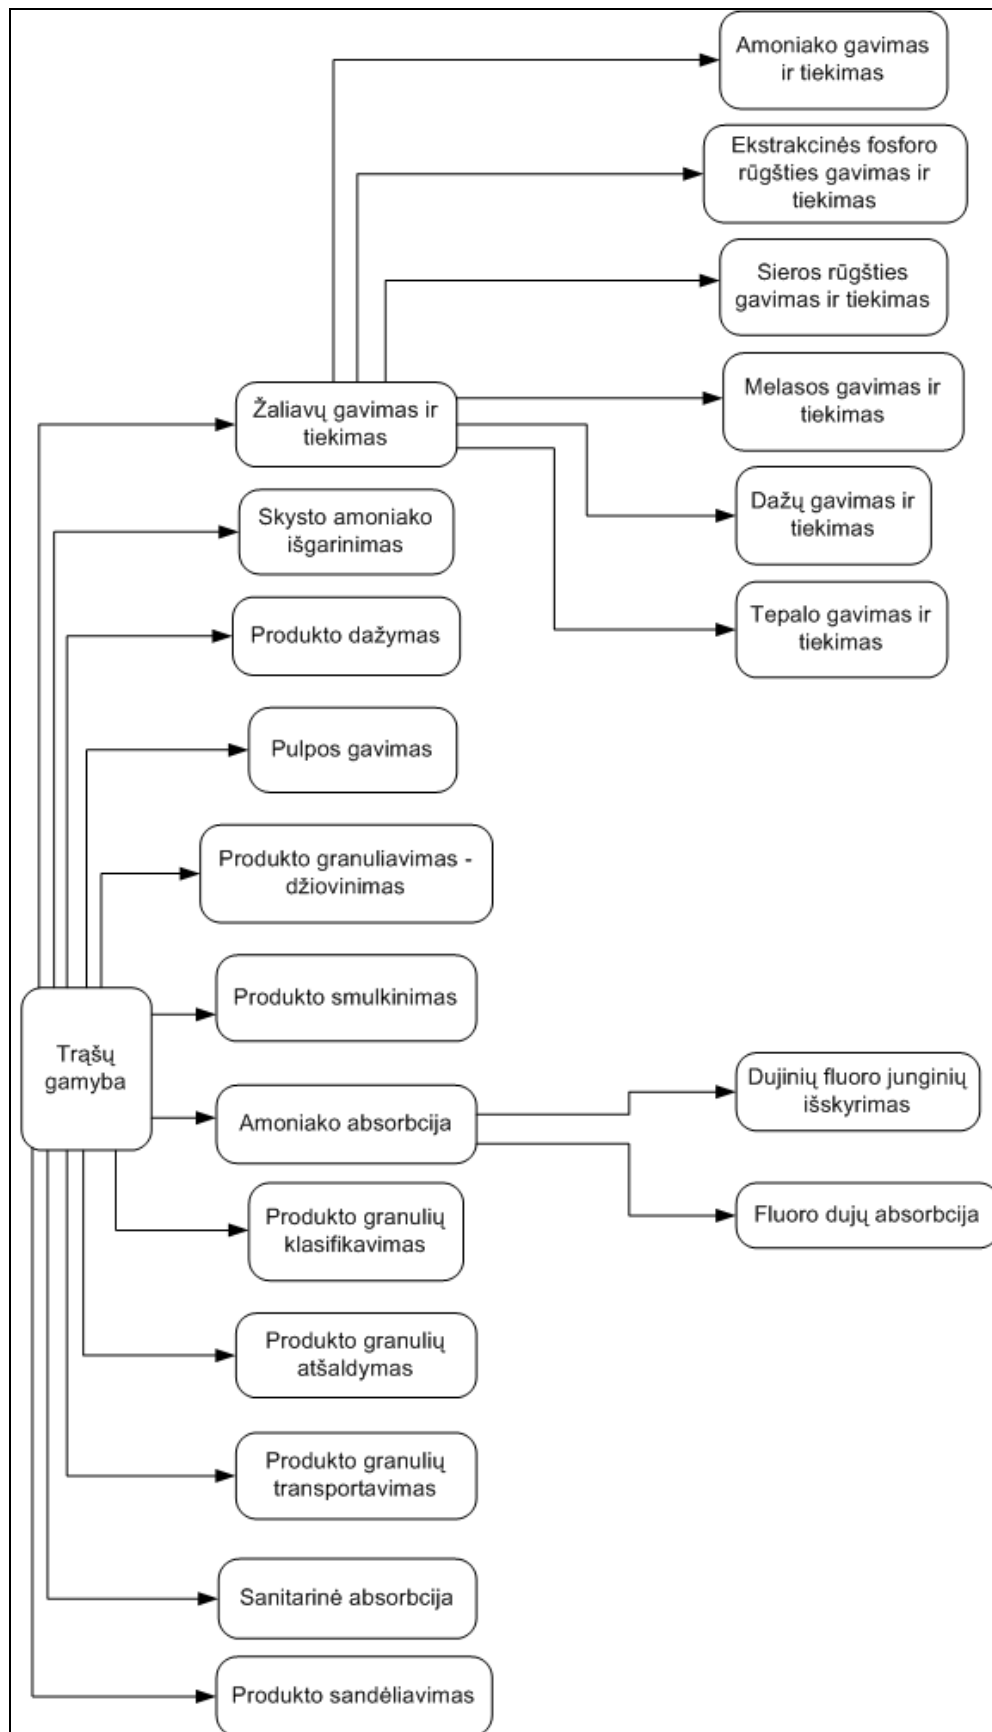 Amoniako gavimas
ir tiekimas
Ekstrakcinės fosforo
rūgšties gavimas ir
tiekimas
Sieros rūgšties
gavimas ir tiekimas
Žaliavų gavimas ir
tiekimas
Melasos gavimas ir
tiekimas
Dažų gavimas ir
tiekimas
Skysto amoniako
išgarinimas
Tepalo gavimas ir
tiekimas
Produkto dažymas
Pulpos gavimas
Produkto granuliavimas -
džiovinimas
Produkto smulkinimas
Trąšų
gamyba
Amoniako absorbcija
Dujinių fluoro junginių
išskyrimas
Fluoro dujų absorbcija
Produkto granulių
klasifikavimas
Produkto granulių
atšaldymas
Produkto granulių
transportavimas
Sanitarinė absorbcija
Produkto sandėliavimas